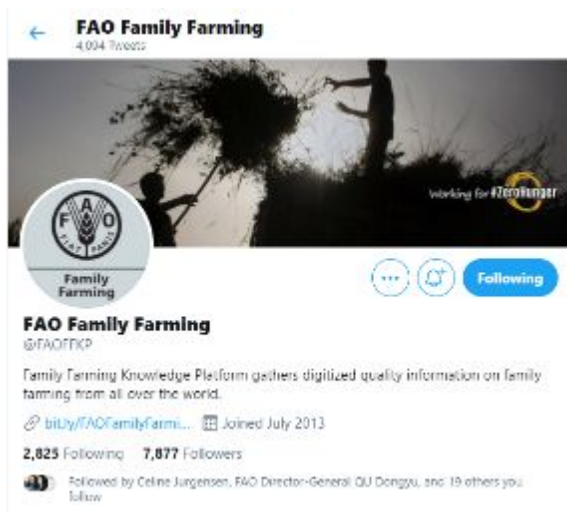 FAO Family Farming
4,094 Tweets
Working for #ZeroHunger
F A O
FIAT PANIS
Family
Farming
Following
FAO Family Farming
@FAOFFKP
Family Farming Knowledge Platform gathers digitized quality information on family
farming from all over the world.
bit.ly/FAOFamilyFarmi... Joined July 2013
2,825 Following 7,877 Followers
Followed by Celine Jurgensen, FAO Director-General QU Dongyu, and 19 others you
follow